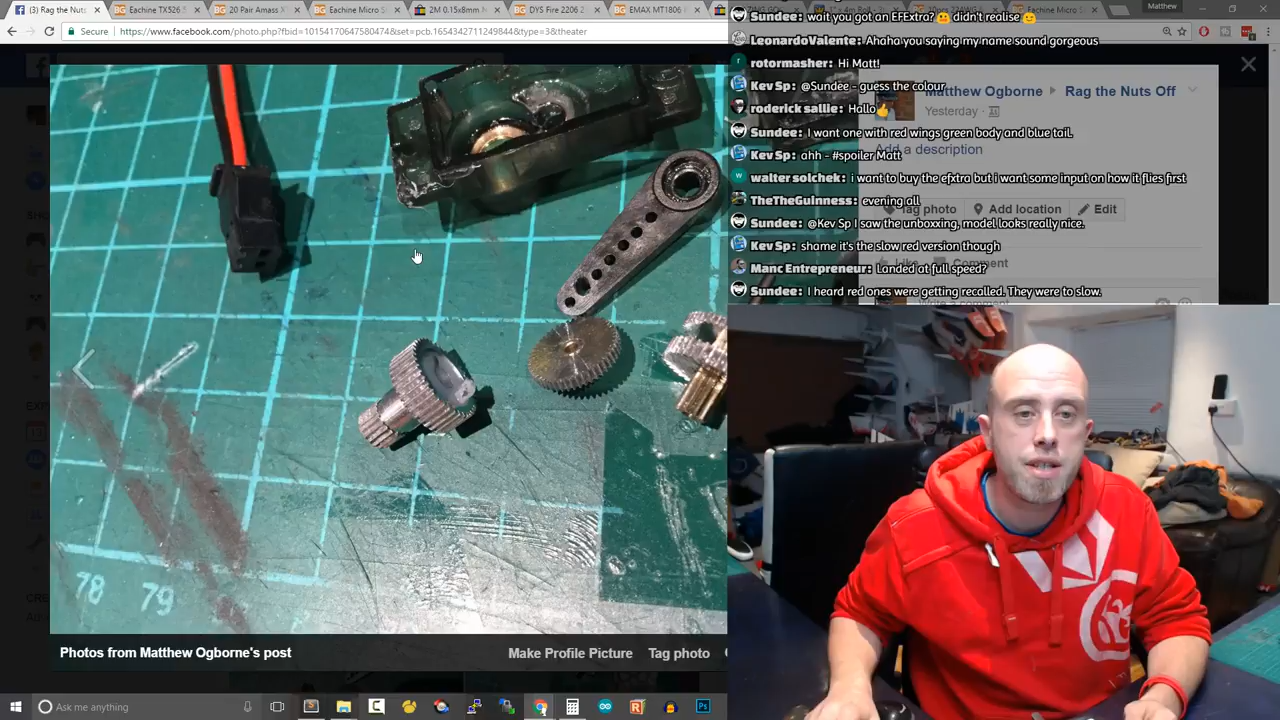 (3) Rag the Nuts
Eachine TX526
20 Pair Amass
Eachine Micro S
2M 0.15x8mm
DYS Fire 2206 2
EMAX MT1806
Eachine Micro S
Matthew
Secure
https://www.facebook.com/photo.php?fbid=10154170647580474&set=pcb.1654342711249844&type=3&theater
Sundee: wait you got an EFExtra? didn't realise
LeonardoValente: Ahaha you saying my name sound gorgeous
rotormasher: Hi Matt!
Kev Sp: @Sundee - guess the colour
roderick sallie: Hallo
Sundee: I want one with red wings green body and blue tail.
Kev Sp: ahh - #spoiler Matt
walter solchek: i want to buy the efxtra but i want some input on how it flies first
TheTheGuinness: evening all
Sundee: @Kev Sp I saw the unboxxing, model looks really nice.
Kev Sp: shame it's the slow red version though
Manc Entrepreneur: Landed at full speed?
Sundee: I heard red ones were getting recalled. They were to slow.
Matthew Ogborne
Rag the Nuts Off
Yesterday
Add a description
Tag photo
Add location
Edit
Like
Comment
78 79
Photos from Matthew Ogborne's post
Make Profile Picture
Tag photo
Ask me anything